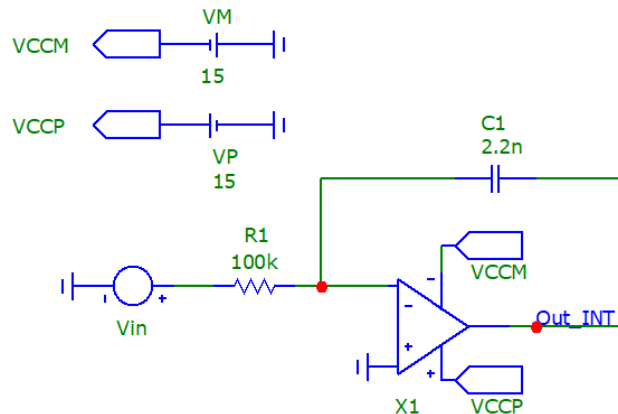 VM
VCCM
15
VCCP
VP
15
C1
2.2n
R1
100k
VCCM
Vin
Out_INT
VCCP
X1